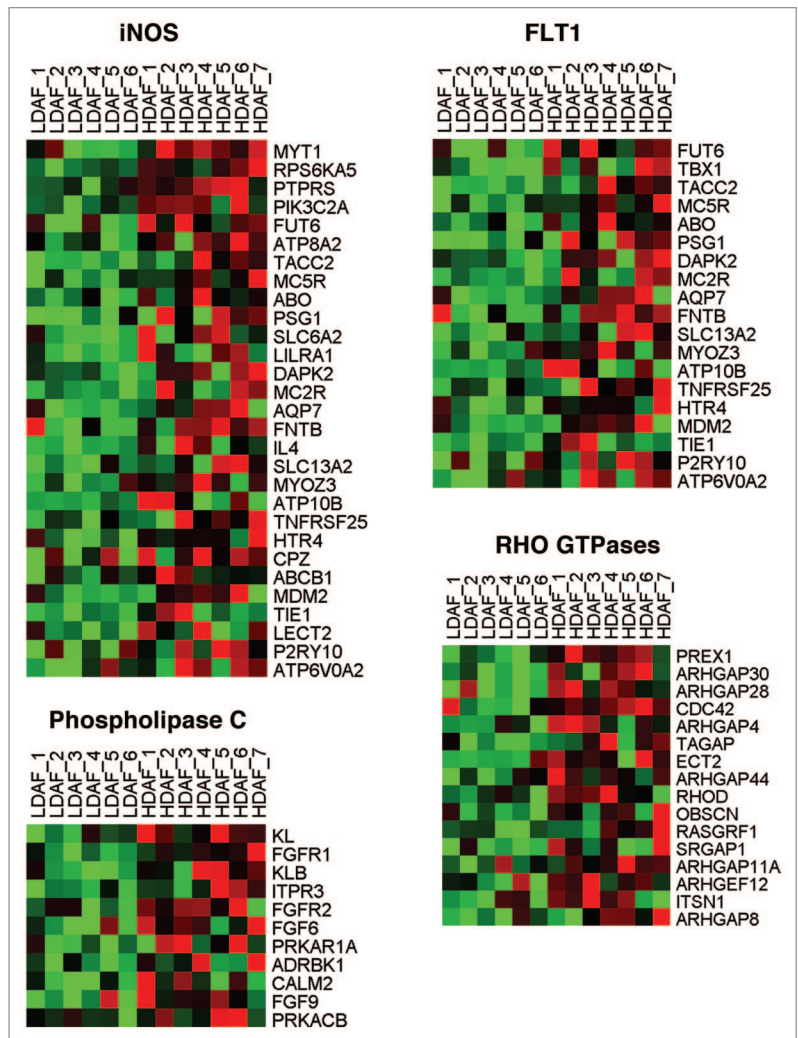 iNOS
LDAF_1
LDAF_2
LDAF_3
LDAF_4
LDAF_5
LDAF_6
HDAF_1
HDAF_2
HDAF_3
HDAF_4
HDAF_5
HDAF_6
HDAF_7
MYT1
RPS6KA5
PTPRS
PIK3C2A
FUT6
ATP8A2
TACC2
MC5R
ABO
PSG1
SLC6A2
LILRA1
DAPK2
MC2R
AQP7
FNTB
IL4
SLC13A2
MYOZ3
ATP10B
TNFRSF25
HTR4
CPZ
ABCB1
MDM2
TIE1
LECT2
P2RY10
ATP6V0A2
Phospholipase C
LDAF_1
LDAF_2
LDAF_3
LDAF_4
LDAF_5
LDAF_6
HDAF_1
HDAF_2
HDAF_3
HDAF_4
HDAF_5
HDAF_6
HDAF_7
KL
FGFR1
KLB
ITPR3
FGFR2
FGF6
PRKAR1A
ADRBK1
CALM2
FGF9
PRKACB
FLT1
LDAF_1
LDAF_2
LDAF_3
LDAF_4
LDAF_5
LDAF_6
HDAF_1
HDAF_2
HDAF_3
HDAF_4
HDAF_5
HDAF_6
HDAF_7
FUT6
TBX1
TACC2
MC5R
ABO
PSG1
DAPK2
MC2R
AQP7
FNTB
SLC13A2
MYOZ3
ATP10B
TNFRSF25
HTR4
MDM2
TIE1
P2RY10
ATP6V0A2
RHO GTPases
LDAF_1
LDAF_2
LDAF_3
LDAF_4
LDAF_5
LDAF_6
HDAF_1
HDAF_2
HDAF_3
HDAF_4
HDAF_5
HDAF_6
HDAF_7
PREX1
ARHGAP30
ARHGAP28
CDC42
ARHGAP4
TAGAP
ECT2
ARHGAP44
RHOD
OBSCN
RASGRF1
SRGAP1
ARHGAP11A
ARHGEF12
ITSN1
ARHGAP8